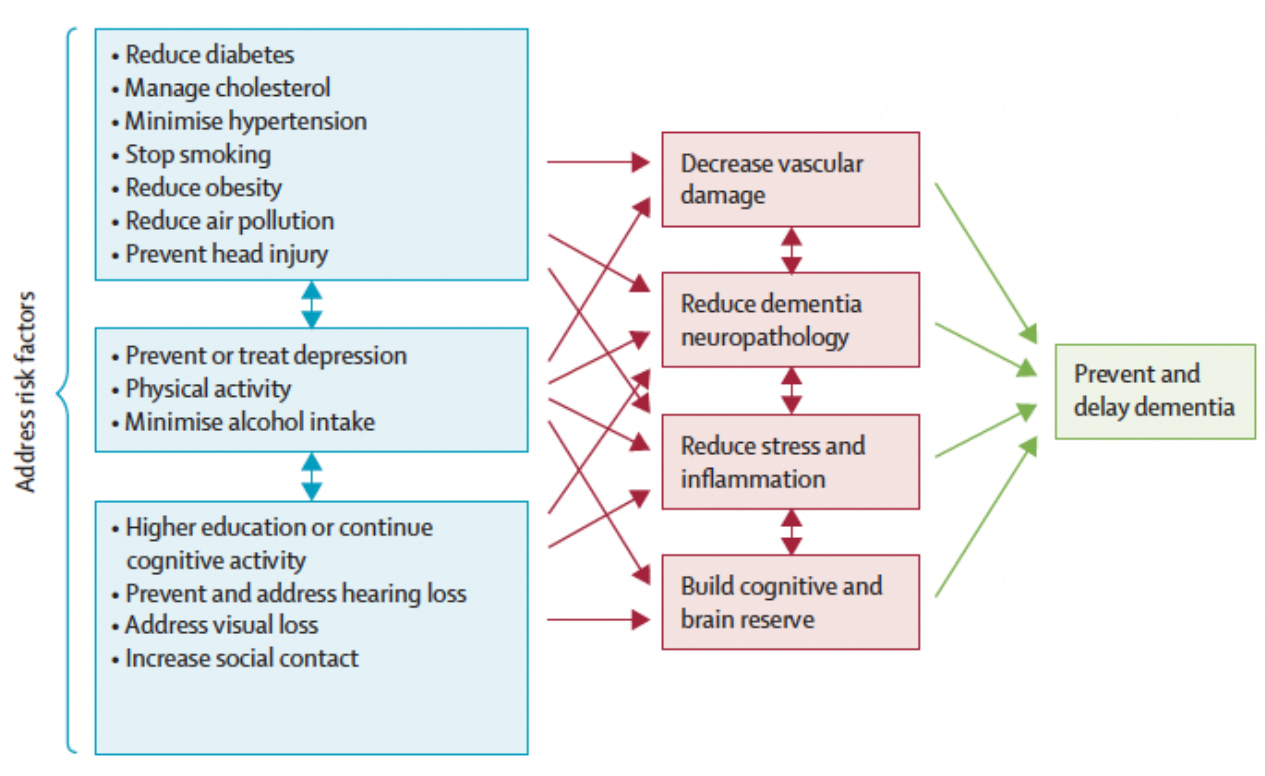 Address risk factors
• Reduce diabetes
• Manage cholesterol
• Minimise hypertension
• Stop smoking
• Reduce obesity
• Reduce air pollution
• Prevent head injury
• Prevent or treat depression
• Physical activity
• Minimise alcohol intake
• Higher education or continue
cognitive activity
• Prevent and address hearing loss
• Address visual loss
• Increase social contact
Decrease vascular
damage
Reduce dementia
neuropathology
Reduce stress and
inflammation
Build cognitive and
brain reserve
Prevent and
delay dementia